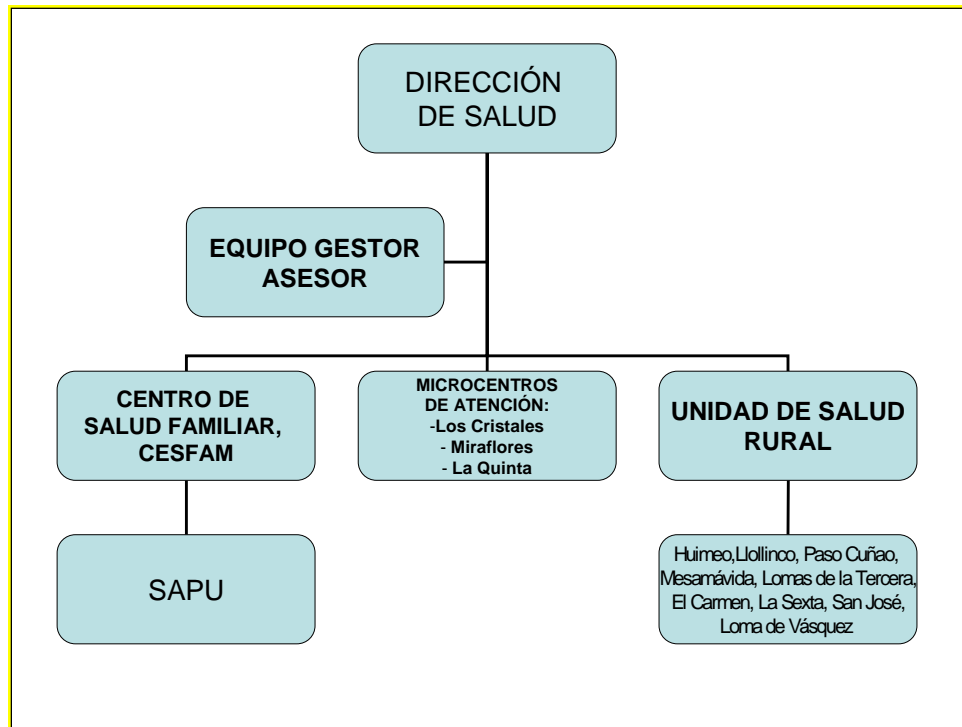 DIRECCIÓN
DE SALUD
EQUIPO GESTOR
ASESOR
CENTRO DE
SALUD FAMILIAR,
CESFAM
MICROCENTROS
DE ATENCIÓN:
-Los Cristales
- Miraflores
- La Quinta
UNIDAD DE SALUD
RURAL
SAPU
Huimeo,Llollinco, Paso Cuñao,
Mesamávida, Lomas de la Tercera,
El Carmen, La Sexta, San José,
Loma de Vásquez